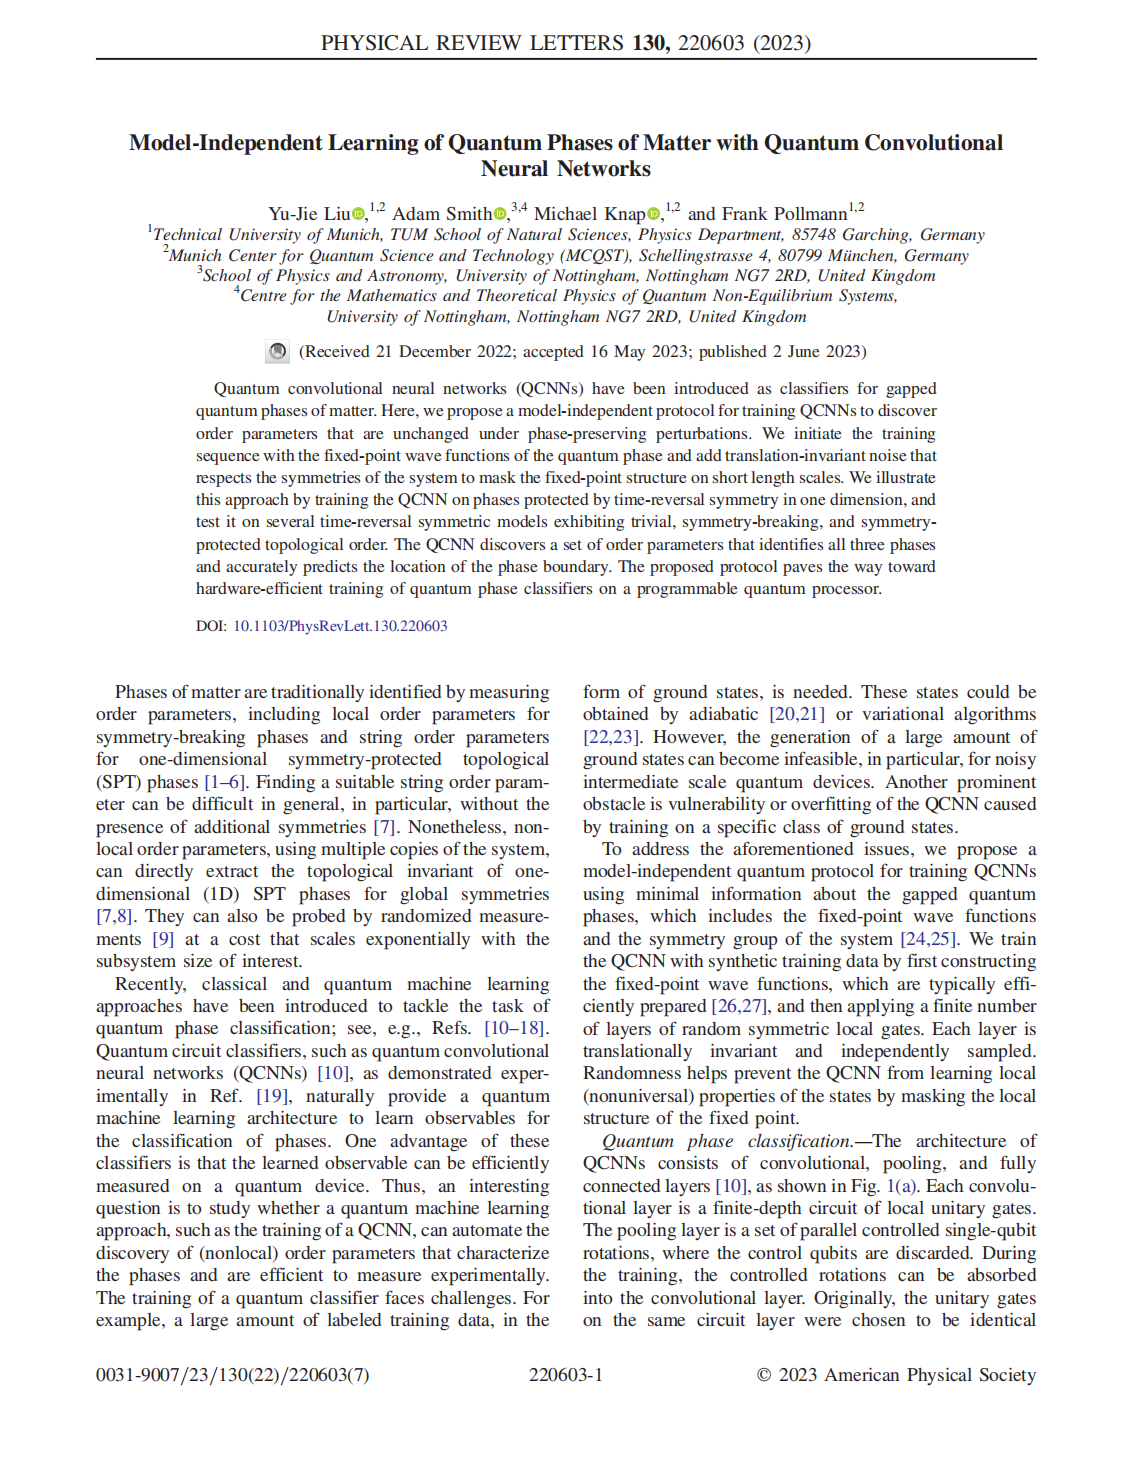 PHYSICAL REVIEW LETTERS 130, 220603 (2023)
Model-Independent Learning of Quantum Phases of Matter with Quantum Convolutional
Neural Networks
Yu-Jie Liu,1,2 Adam Smith,3,4 Michael Knap,1,2 and Frank Pollmann1,2
1Technical University of Munich, TUM School of Natural Sciences, Physics Department, 85748 Garching, Germany
2Munich Center for Quantum Science and Technology (MCQST), Schellingstrasse 4, 80799 München, Germany
3School of Physics and Astronomy, University of Nottingham, Nottingham NG7 2RD, United Kingdom
4Centre for the Mathematics and Theoretical Physics of Quantum Non-Equilibrium Systems,
University of Nottingham, Nottingham NG7 2RD, United Kingdom
(Received 21 December 2022; accepted 16 May 2023; published 2 June 2023)
Quantum convolutional neural networks (QCNNs) have been introduced as classifiers for gapped
quantum phases of matter. Here, we propose a model-independent protocol for training QCNNs to discover
order parameters that are unchanged under phase-preserving perturbations. We initiate the training
sequence with the fixed-point wave functions of the quantum phase and add translation-invariant noise that
respects the symmetries of the system to mask the fixed-point structure on short length scales. We illustrate
this approach by training the QCNN on phases protected by time-reversal symmetry in one dimension, and
test it on several time-reversal symmetric models exhibiting trivial, symmetry-breaking, and symmetry-
protected topological order. The QCNN discovers a set of order parameters that identifies all three phases
and accurately predicts the location of the phase boundary. The proposed protocol paves the way toward
hardware-efficient training of quantum phase classifiers on a programmable quantum processor.
DOI: 10.1103/PhysRevLett.130.220603
Phases of matter are traditionally identified by measuring
order parameters, including local order parameters for
symmetry-breaking phases and string order parameters
for one-dimensional symmetry-protected topological
(SPT) phases [1–6]. Finding a suitable string order param-
eter can be difficult in general, in particular, without the
presence of additional symmetries [7]. Nonetheless, non-
local order parameters, using multiple copies of the system,
can directly extract the topological invariant of one-
dimensional (1D) SPT phases for global symmetries
[7,8]. They can also be probed by randomized measure-
ments [9] at a cost that scales exponentially with the
subsystem size of interest.
Recently, classical and quantum machine learning
approaches have been introduced to tackle the task of
quantum phase classification; see, e.g., Refs. [10–18].
Quantum circuit classifiers, such as quantum convolutional
neural networks (QCNNs) [10], as demonstrated exper-
imentally in Ref. [19], naturally provide a quantum
machine learning architecture to learn observables for
the classification of phases. One advantage of these
classifiers is that the learned observable can be efficiently
measured on a quantum device. Thus, an interesting
question is to study whether a quantum machine learning
approach, such as the training of a QCNN, can automate the
discovery of (nonlocal) order parameters that characterize
the phases and are efficient to measure experimentally.
The training of a quantum classifier faces challenges. For
example, a large amount of labeled training data, in the
form of ground states, is needed. These states could be
obtained by adiabatic [20,21] or variational algorithms
[22,23]. However, the generation of a large amount of
ground states can become infeasible, in particular, for noisy
intermediate scale quantum devices. Another prominent
obstacle is vulnerability or overfitting of the QCNN caused
by training on a specific class of ground states.
To address the aforementioned issues, we propose a
model-independent quantum protocol for training QCNNs
using minimal information about the gapped quantum
phases, which includes the fixed-point wave functions
and the symmetry group of the system [24,25]. We train
the QCNN with synthetic training data by first constructing
the fixed-point wave functions, which are typically effi-
ciently prepared [26,27], and then applying a finite number
of layers of random symmetric local gates. Each layer is
translationally invariant and independently sampled.
Randomness helps prevent the QCNN from learning local
(nonuniversal) properties of the states by masking the local
structure of the fixed point.
Quantum phase classification.—The architecture of
QCNNs consists of convolutional, pooling, and fully
connected layers [10], as shown in Fig. 1(a). Each convolu-
tional layer is a finite-depth circuit of local unitary gates.
The pooling layer is a set of parallel controlled single-qubit
rotations, where the control qubits are discarded. During
the training, the controlled rotations can be absorbed
into the convolutional layer. Originally, the unitary gates
on the same circuit layer were chosen to be identical
0031-9007/23/130(22)/220603(7)
220603-1
© 2023 American Physical Society